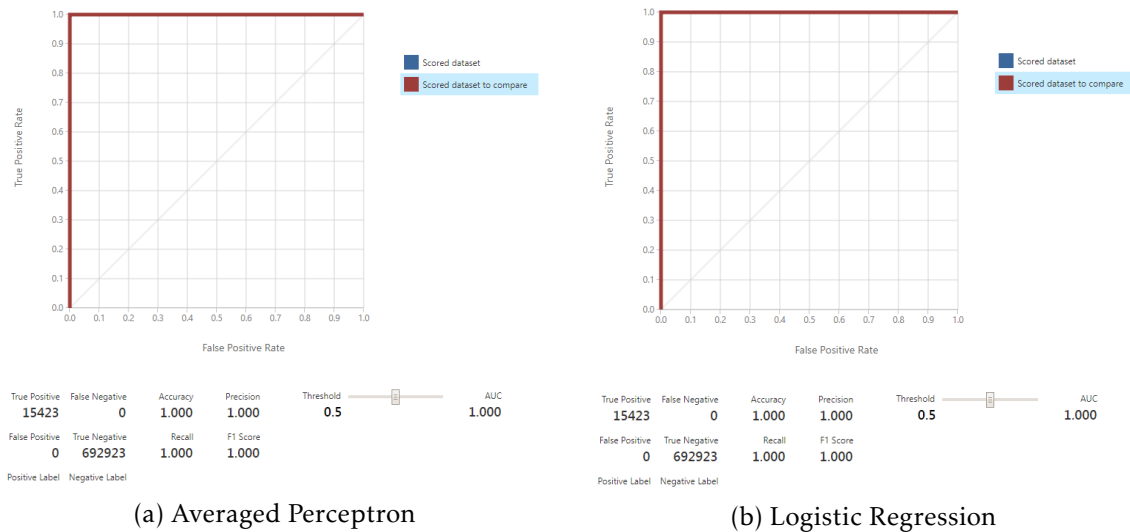 1.0
0.9
0.8
0.7
0.6
0.5
0.4
0.3
0.2
0.1
0.0
True Positive Rate
0.0 0.1 0.2 0.3 0.4 0.5 0.6 0.7 0.8 0.9 1.0
False Positive Rate
Scored dataset
Scored dataset to compare
True Positive False Negative Accuracy Precision Threshold AUC
15423 0 1.000 1.000 0.5 1.000
False Positive True Negative Recall F1 Score
0 692923 1.000 1.000
Positive Label Negative Label
(a) Averaged Perceptron
1.0
0.9
0.8
0.7
0.6
0.5
0.4
0.3
0.2
0.1
0.0
True Positive Rate
0.0 0.1 0.2 0.3 0.4 0.5 0.6 0.7 0.8 0.9 1.0
False Positive Rate
Scored dataset
Scored dataset to compare
True Positive False Negative Accuracy Precision Threshold AUC
15423 0 1.000 1.000 0.5 1.000
False Positive True Negative Recall F1 Score
0 692923 1.000 1.000
Positive Label Negative Label
(b) Logistic Regression